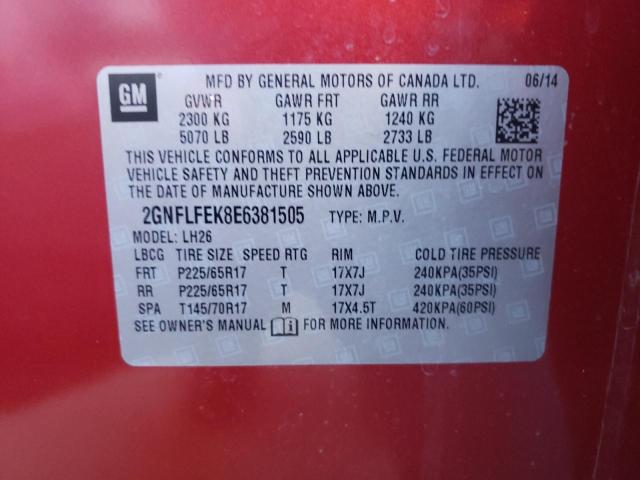 GM
MFD BY GENERAL MOTORS OF CANADA LTD. 06/14
GVWR GAWR FRT GAWR RR
2300 KG 1175 KG 1240 KG
5070 LB 2590 LB 2733 LB
THIS VEHICLE CONFORMS TO ALL APPLICABLE U.S. FEDERAL MOTOR
VEHICLE SAFETY AND THEFT PREVENTION STANDARDS IN EFFECT ON
THE DATE OF MANUFACTURE SHOWN ABOVE.
2GNFLFEK8E6381505 TYPE: M.P.V.
MODEL: LH26
LBCG TIRE SIZE SPEED RTG RIM COLD TIRE PRESSURE
FRT P225/65R17 T 17X7J 240KPA(35PSI)
RR P225/65R17 T 17X7J 240KPA(35PSI)
SPA T145/70R17 M 17X4.5T 420KPA(60PSI)
SEE OWNER'S MANUAL FOR MORE INFORMATION.